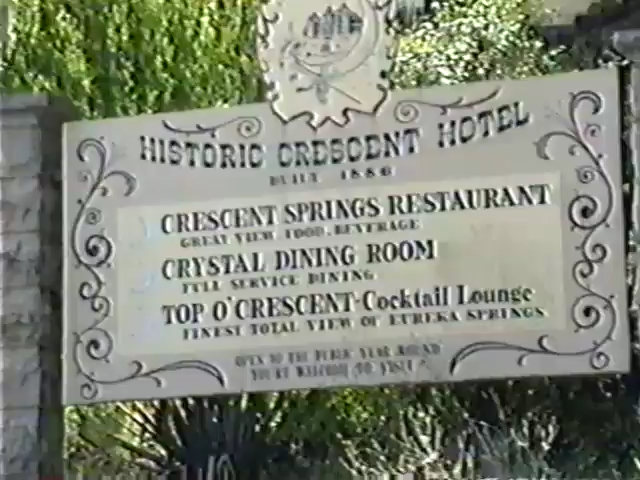 HISTORIC CRESCENT HOTEL
BUILT 1886
CRESCENT SPRINGS RESTAURANT
GREAT VIEW, FOOD, BEVERAGE
CRYSTAL DINING ROOM
FULL SERVICE DINING
TOP O'CRESCENT-Cocktail Lounge
FINEST TOTAL VIEW OF EUREKA SPRINGS
OPEN TO THE PUBLIC YEAR ROUND
YOU'RE WELCOME TO VISIT